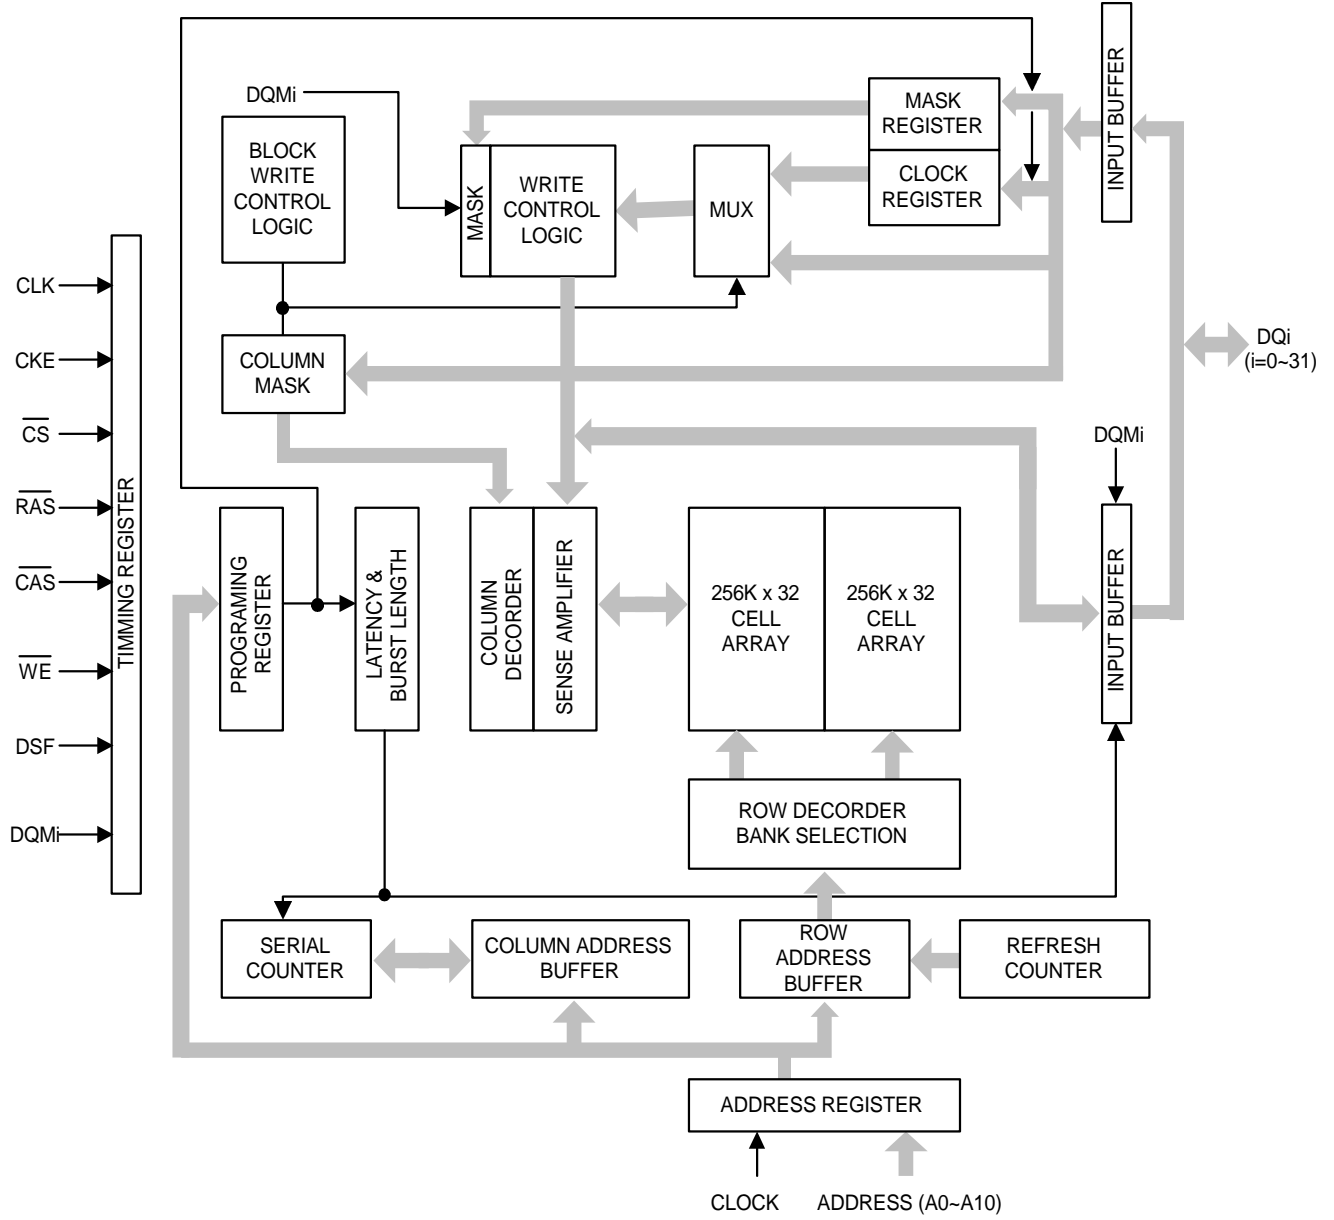 DQMi
BLOCK
WRITE
CONTROL
LOGIC
MASK
WRITE
CONTROL
LOGIC
MUX
MASK
REGISTER
CLOCK
REGISTER
INPUT BUFFER
CLK
CKE
CS
RAS
CAS
WE
DSF
DQMi
TIMMING REGISTER
COLUMN
MASK
DQi
(i=0~31)
DQMi
PROGRAMING
REGISTER
LATENCY &
BURST LENGTH
COLUMN
DECORDER
SENSE AMPLIFIER
256K x 32
CELL
ARRAY
256K x 32
CELL
ARRAY
INPUT BUFFER
ROW DECORDER
BANK SELECTION
SERIAL
COUNTER
COLUMN ADDRESS
BUFFER
ROW
ADDRESS
BUFFER
REFRESH
COUNTER
ADDRESS REGISTER
CLOCK
ADDRESS (A0~A10)